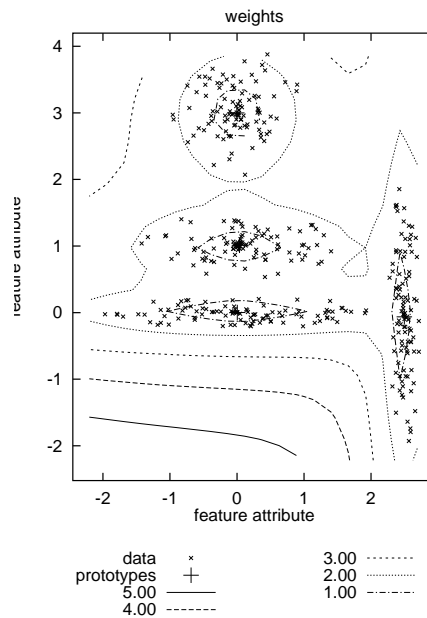 weights
4
3
2
1
0
-1
-2
feature attribute
-2 -1 0 1 2
feature attribute
data
prototypes
5.00
4.00
3.00
2.00
1.00